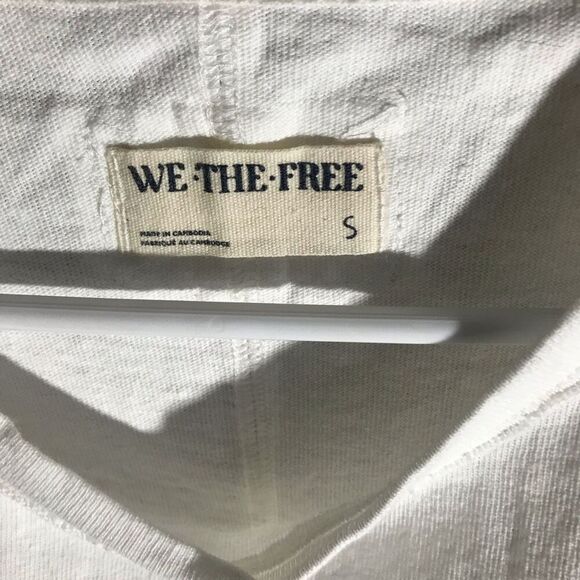 WE·THE·FREE
MADE IN CAMBODIA
FABRIQUÉ AU CAMBODGE
S